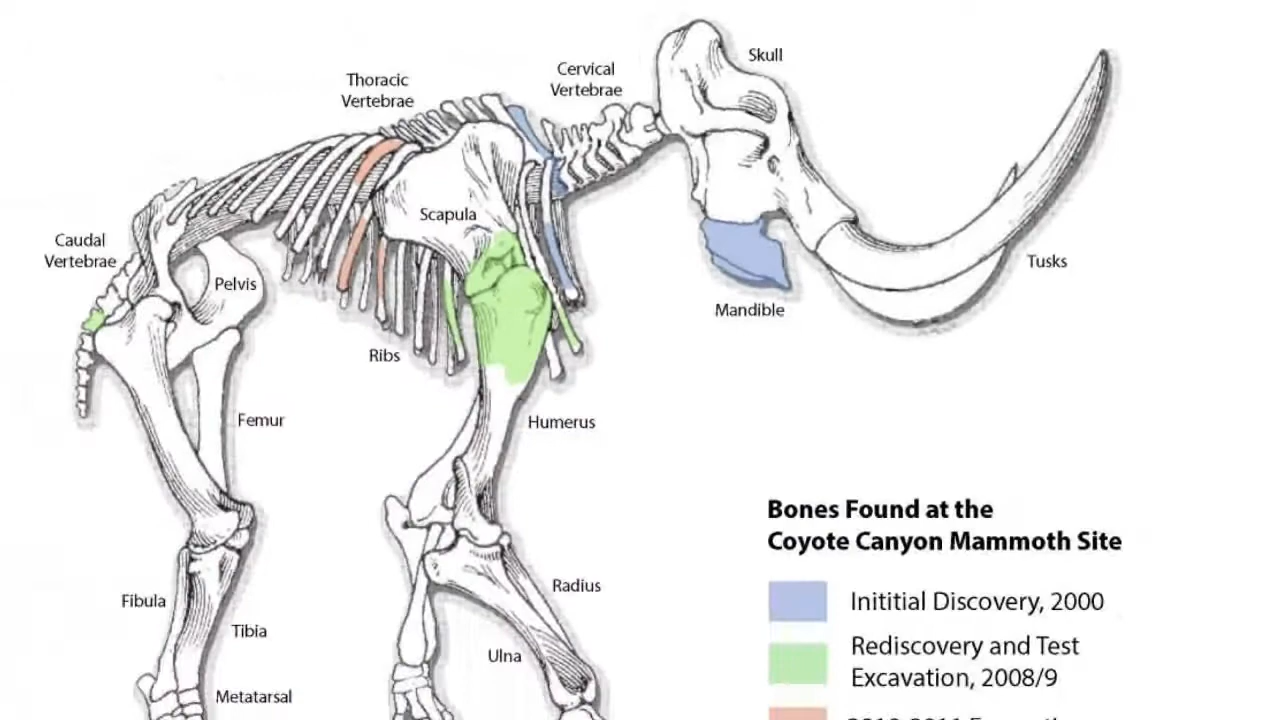 Skull
Cervical
Vertebrae
Thoracic
Vertebrae
Scapula
Caudal
Vertebrae
Pelvis
Tusks
Mandible
Ribs
Femur
Humerus
Bones Found at the
Coyote Canyon Mammoth Site
Inititial Discovery, 2000
Rediscovery and Test
Excavation, 2008/9
Fibula
Tibia
Radius
Ulna
Metatarsal